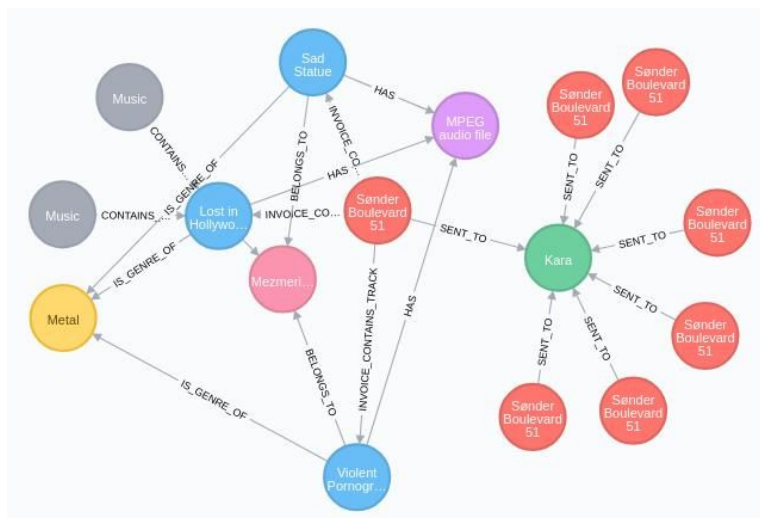 Sad
Statue
HAS
Music
MPEG
audio file
Sønder
Boulevard
51
Sønder
Boulevard
51
CONTAINS...
IS_GENRE_OF
BELONGS_TO
INVOICE_CO...
HAS
SENT_TO
SENT_TO
Music
CONTAINS...
Lost in
Hollywo...
INVOICE_CO...
Sønder
Boulevard
51
SENT_TO
Kara
SENT_TO
Sønder
Boulevard
51
IS_GENRE_OF
Mezmeri...
SENT_TO
Metal
INVOICE_CONTAINS_TRACK
HAS
SENT_TO
SENT_TO
Sønder
Boulevard
51
BELONGS_TO
IS_GENRE_OF
Sønder
Boulevard
51
Sønder
Boulevard
51
Violent
Pornogr...